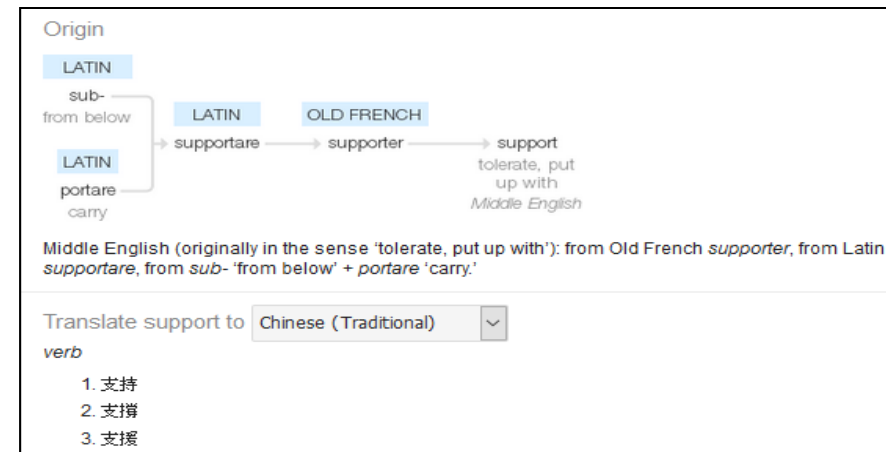 Origin
LATIN
sub-
from below
LATIN
portare
carry
LATIN
supportare
OLD FRENCH
supporter
support
tolerate, put
up with
Middle English
Middle English (originally in the sense ‘tolerate, put up with’): from Old French supporter, from Latin
supportare, from sub- ‘from below’ + portare ‘carry.’
Translate support to Chinese (Traditional)
verb
1. 支持
2. 支撐
3. 支援